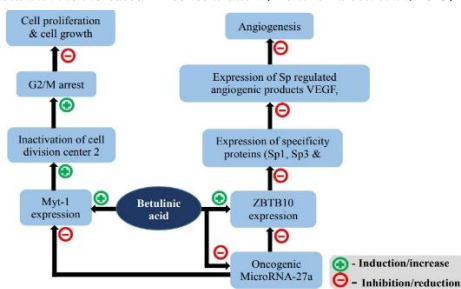 Cell proliferation
& cell growth
Angiogenesis
G2/M arrest
Expression of Sp regulated
angiogenic products VEGF,
Inactivation of cell
division center 2
Expression of specificity
proteins (Sp1, Sp3 &
Myt-1
expression
Betulinic
acid
ZBTB10
expression
Oncogenic
MicroRNA-27a
- Induction/increase
– Inhibition/reduction